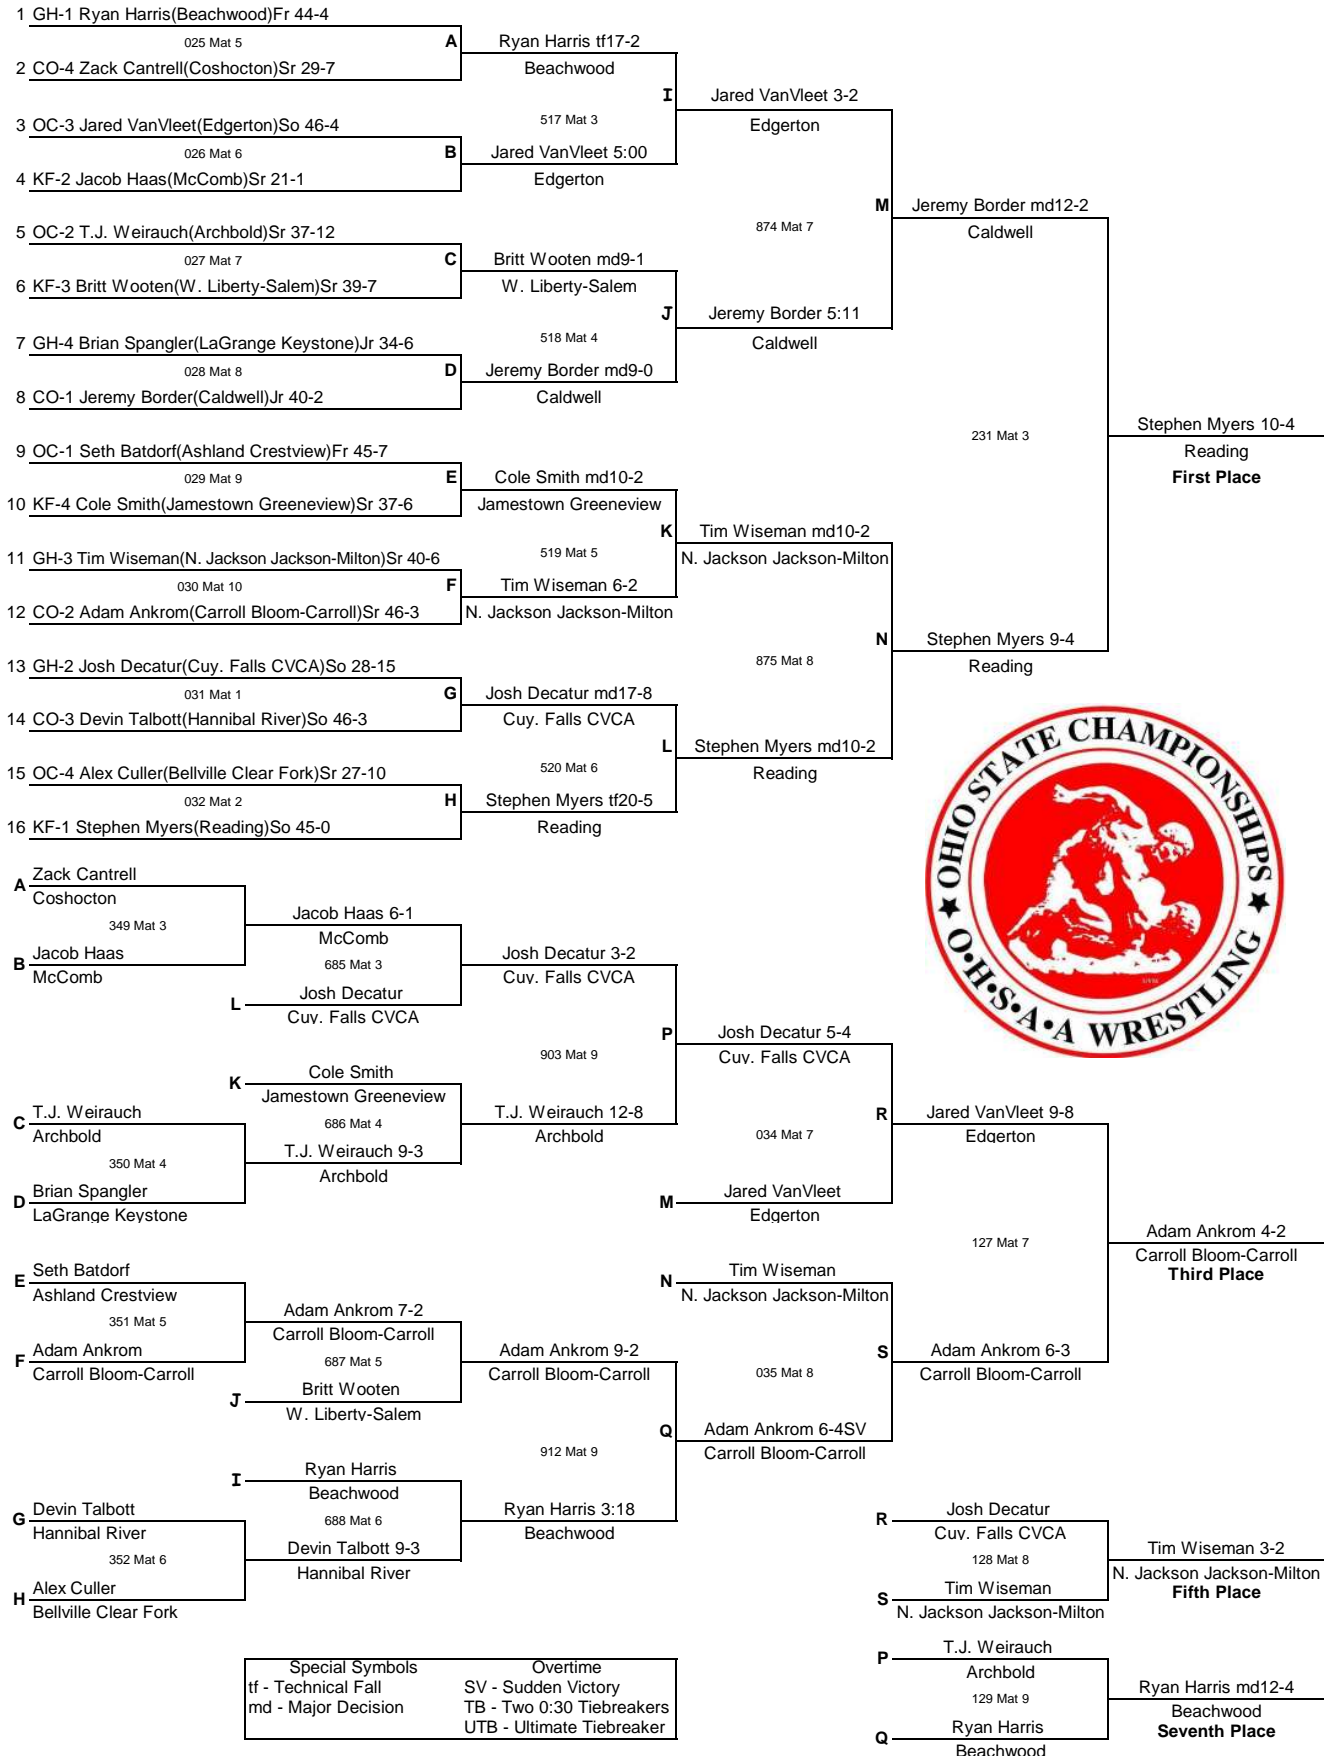 1 GH-1 Ryan Harris(Beachwood)Fr 44-4
025 Mat 5
A
2 CO-4 Zack Cantrell(Coshocton)Sr 29-7
Ryan Harris tf17-2
Beachwood
I
517 Mat 3
3 OC-3 Jared VanVleet(Edgerton)So 46-4
026 Mat 6
B
4 KF-2 Jacob Haas(McComb)Sr 21-1
Jared VanVleet 5:00
Edgerton
Jared VanVleet 3-2
Edgerton
M
874 Mat 7
5 OC-2 T.J. Weirauch(Archbold)Sr 37-12
027 Mat 7
C
6 KF-3 Britt Wooten(W. Liberty-Salem)Sr 39-7
Britt Wooten md9-1
W. Liberty-Salem
J
518 Mat 4
7 GH-4 Brian Spangler(LaGrange Keystone)Jr 34-6
028 Mat 8
D
8 CO-1 Jeremy Border(Caldwell)Jr 40-2
Jeremy Border md9-0
Caldwell
Jeremy Border 5:11
Caldwell
Jeremy Border md12-2
Caldwell
231 Mat 3
Stephen Myers 10-4
Reading
First Place
9 OC-1 Seth Batdorf(Ashland Crestview)Fr 45-7
029 Mat 9
E
10 KF-4 Cole Smith(Jamestown Greeneview)Sr 37-6
Cole Smith md10-2
Jamestown Greeneview
K
519 Mat 5
11 GH-3 Tim Wiseman(N. Jackson Jackson-Milton)Sr 40-6
030 Mat 10
F
12 CO-2 Adam Ankrom(Carroll Bloom-Carroll)Sr 46-3
Tim Wiseman 6-2
N. Jackson Jackson-Milton
Tim Wiseman md10-2
N. Jackson Jackson-Milton
N
875 Mat 8
13 GH-2 Josh Decatur(Cuy. Falls CVCA)So 28-15
031 Mat 1
G
14 CO-3 Devin Talbott(Hannibal River)So 46-3
Josh Decatur md17-8
Cuy. Falls CVCA
L
520 Mat 6
15 OC-4 Alex Culler(Bellville Clear Fork)Sr 27-10
032 Mat 2
H
16 KF-1 Stephen Myers(Reading)So 45-0
Stephen Myers tf20-5
Reading
Stephen Myers md10-2
Reading
Stephen Myers 9-4
Reading
OHIO STATE CHAMPIONSHIPS
O·H·S·A·A WRESTLING
A Zack Cantrell
Coshocton
349 Mat 3
B Jacob Haas
McComb
Jacob Haas 6-1
McComb
685 Mat 3
L Josh Decatur
Cuy. Falls CVCA
Josh Decatur 3-2
Cuy. Falls CVCA
P
903 Mat 9
K Cole Smith
Jamestown Greeneview
686 Mat 4
C T.J. Weirauch
Archbold
350 Mat 4
D Brian Spangler
LaGrange Keystone
T.J. Weirauch 9-3
Archbold
T.J. Weirauch 12-8
Archbold
Josh Decatur 5-4
Cuy. Falls CVCA
R
034 Mat 7
M Jared VanVleet
Edgerton
Jared VanVleet 9-8
Edgerton
127 Mat 7
Adam Ankrom 4-2
Carroll Bloom-Carroll
Third Place
E Seth Batdorf
Ashland Crestview
351 Mat 5
F Adam Ankrom
Carroll Bloom-Carroll
Adam Ankrom 7-2
Carroll Bloom-Carroll
687 Mat 5
J Britt Wooten
W. Liberty-Salem
Adam Ankrom 9-2
Carroll Bloom-Carroll
Q
912 Mat 9
N Tim Wiseman
N. Jackson Jackson-Milton
S
035 Mat 8
Adam Ankrom 6-4SV
Carroll Bloom-Carroll
Adam Ankrom 6-3
Carroll Bloom-Carroll
I Ryan Harris
Beachwood
688 Mat 6
G Devin Talbott
Hannibal River
352 Mat 6
H Alex Culler
Bellville Clear Fork
Devin Talbott 9-3
Hannibal River
Ryan Harris 3:18
Beachwood
R Josh Decatur
Cuy. Falls CVCA
128 Mat 8
S Tim Wiseman
N. Jackson Jackson-Milton
Tim Wiseman 3-2
N. Jackson Jackson-Milton
Fifth Place
P T.J. Weirauch
Archbold
129 Mat 9
Q Ryan Harris
Beachwood
Ryan Harris md12-4
Beachwood
Seventh Place
Special Symbols Overtime
tf - Technical Fall SV - Sudden Victory
md - Major Decision TB - Two 0:30 Tiebreakers
UTB - Ultimate Tiebreaker